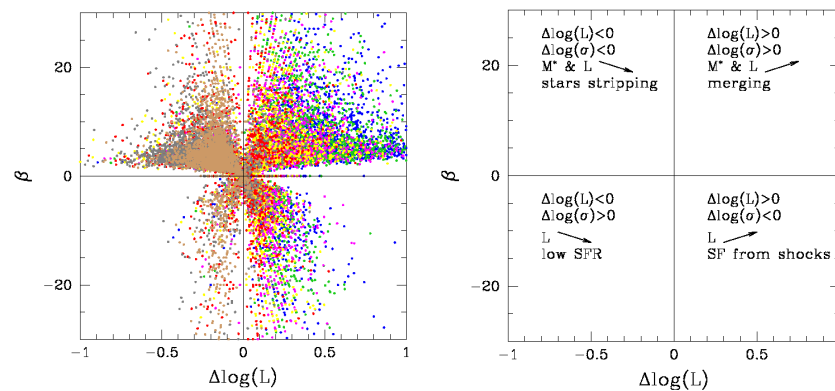 20
0
−20
β
−1
−0.5
0
0.5
1
Δlog(L)
20
0
−20
β
−1
−0.5
0
0.5
Δlog(L)
Δlog(L)<0
Δlog(σ)<0
M* & L
stars stripping
Δlog(L)>0
Δlog(σ)>0
M* & L
merging
Δlog(L)<0
Δlog(σ)>0
L
low SFR
Δlog(L)>0
Δlog(σ)<0
L
SF from shocks